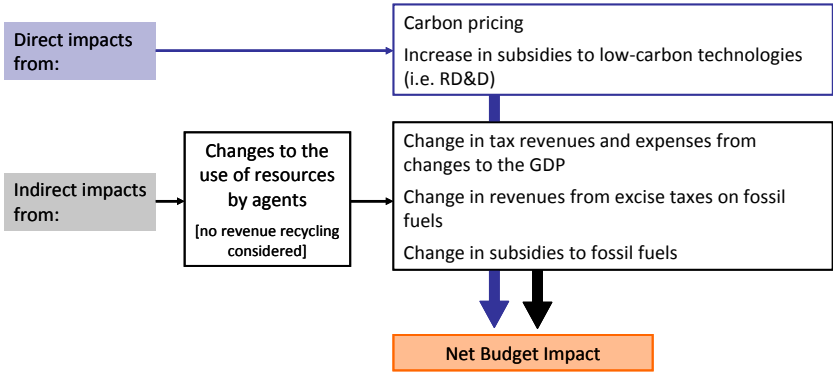 Direct impacts
from:
Carbon pricing
Increase in subsidies to low-carbon technologies
(i.e. RD&D)
Indirect impacts
from:
Changes to the
use of resources
by agents
[no revenue recycling
considered]
Change in tax revenues and expenses from
changes to the GDP
Change in revenues from excise taxes on fossil
fuels
Change in subsidies to fossil fuels
Net Budget Impact